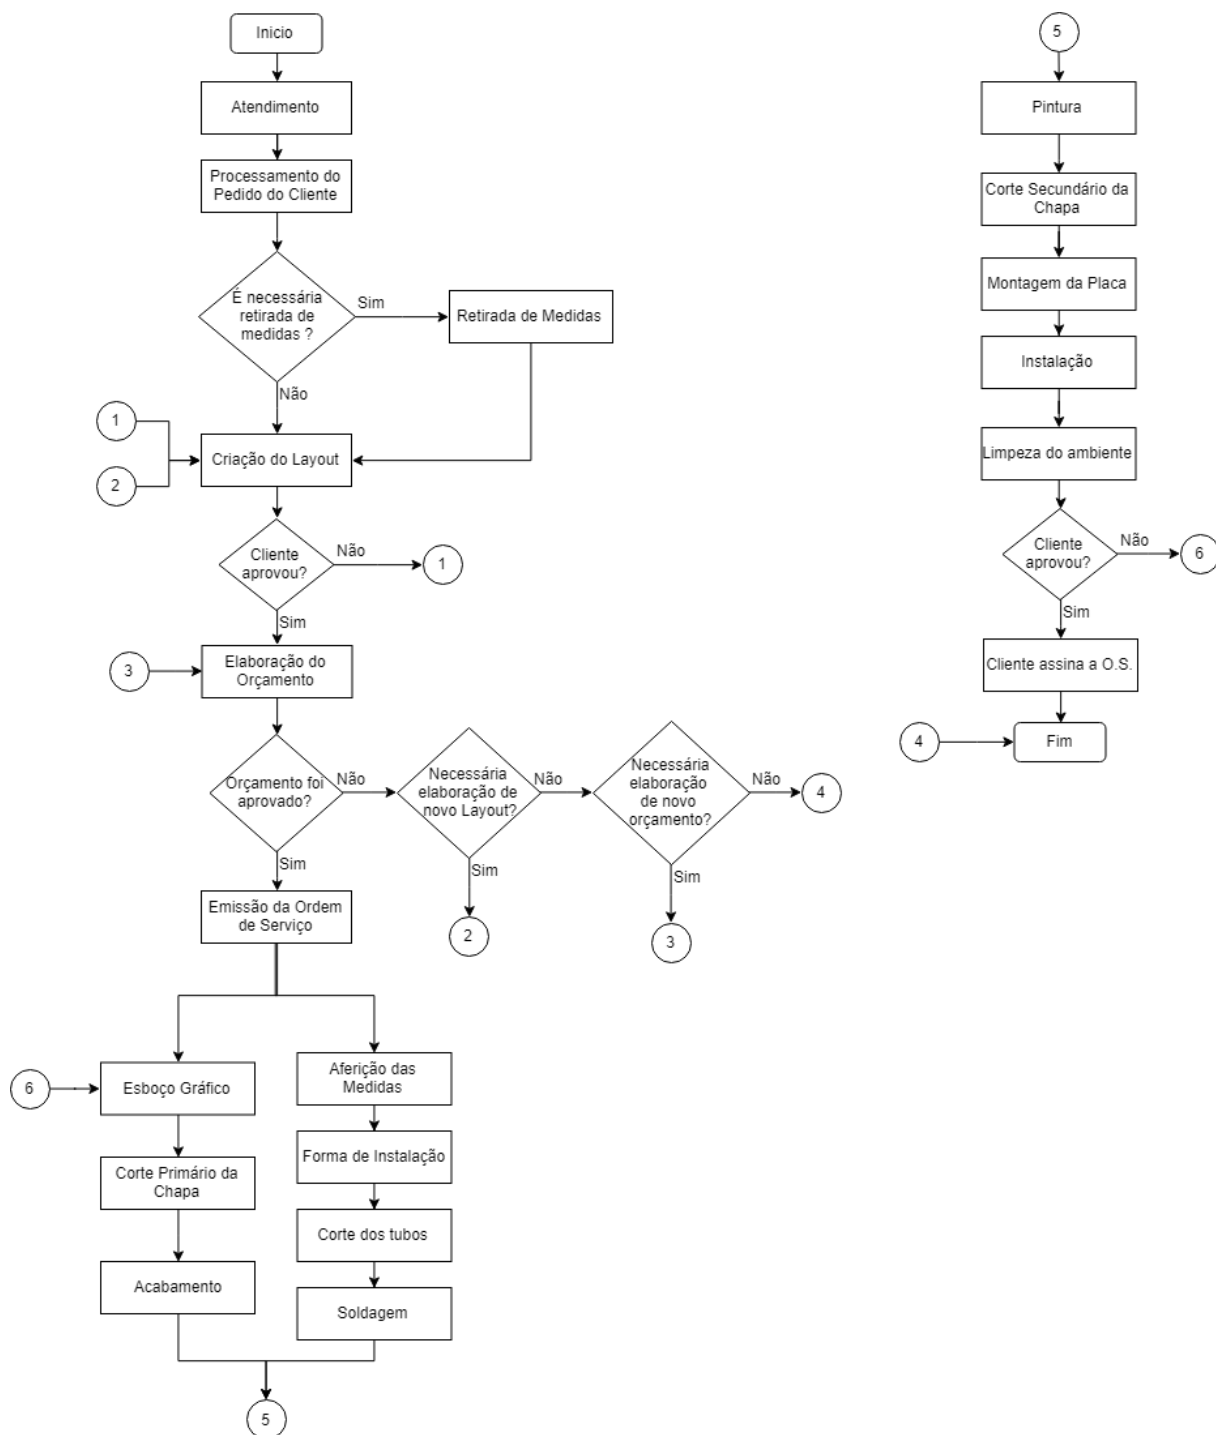 Inicio
Atendimento
Processamento do
Pedido do Cliente
É necessária
retirada de
medidas ?
Sim
Retirada de Medidas
Não
1
2
Criação do Layout
Cliente
aprovou?
Não
1
Sim
3
Elaboração do
Orçamento
Orçamento foi
aprovado?
Não
Necessária
elaboração de
novo Layout?
Não
Necessária
elaboração
de novo
orçamento?
Não
4
Sim
Sim
Sim
2
3
Emissão da Ordem
de Serviço
6
Esboço Gráfico
Corte Primário da
Chapa
Acabamento
Aferição das
Medidas
Forma de Instalação
Corte dos tubos
Soldagem
5
5
Pintura
Corte Secundário da
Chapa
Montagem da Placa
Instalação
Limpeza do ambiente
Cliente
aprovou?
Não
6
Sim
Cliente assina a O.S.
4
Fim